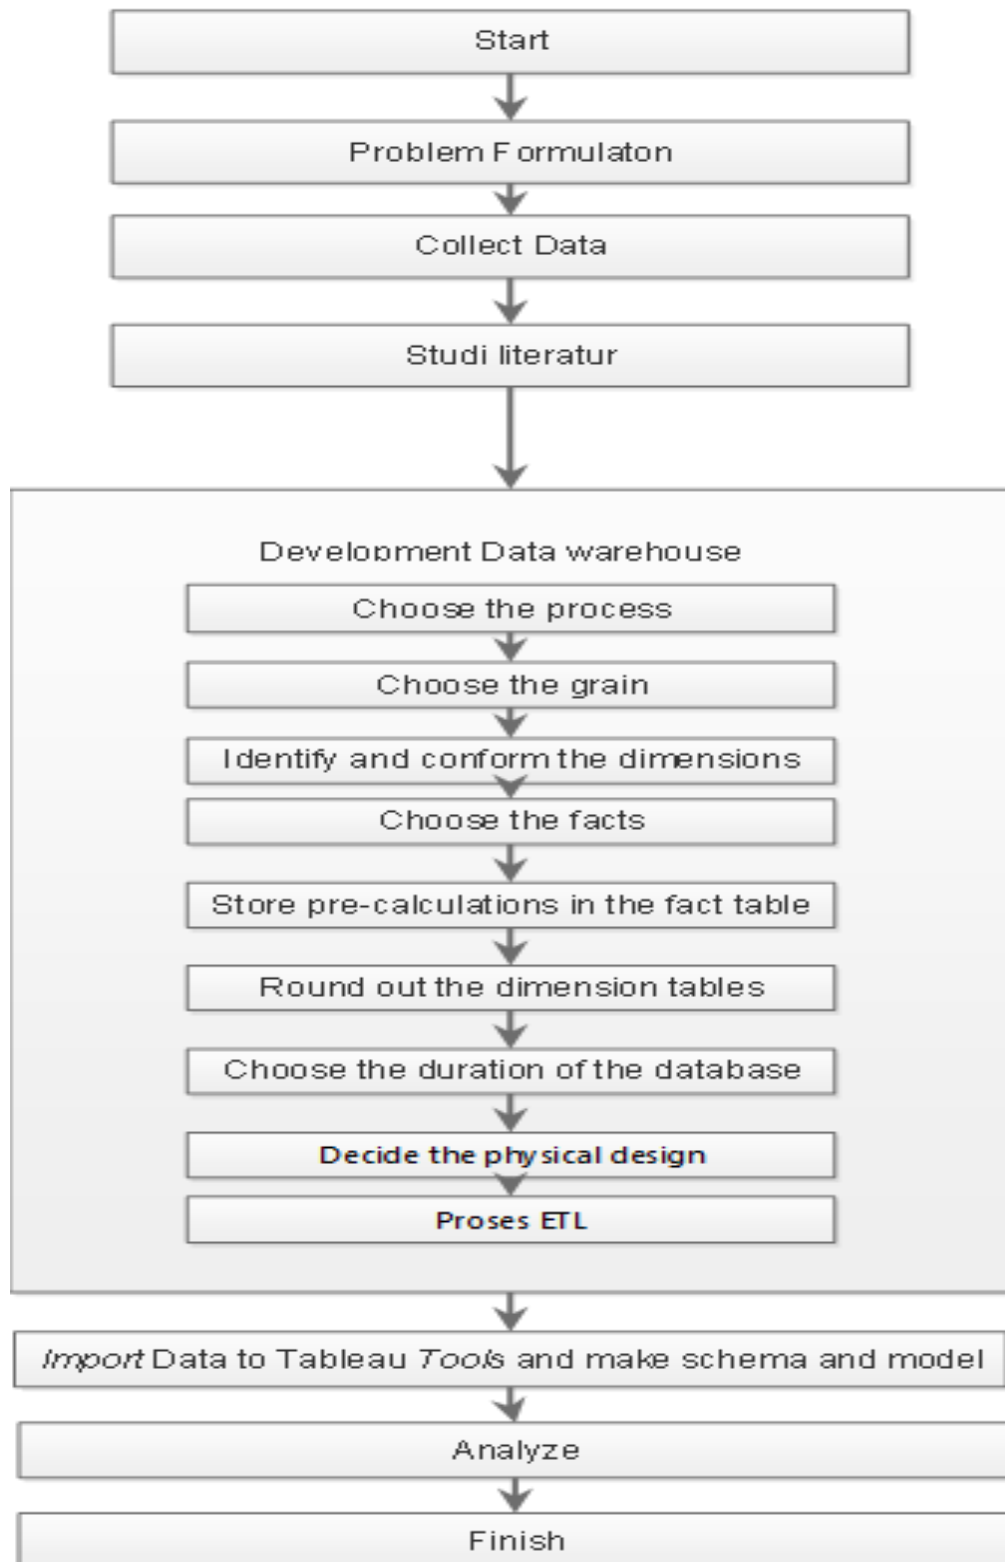 Start
Problem Formulaton
Collect Data
Studi literatur
Development Data warehouse
Choose the process
Choose the grain
Identify and conform the dimensions
Choose the facts
Store pre-calculations in the fact table
Round out the dimension tables
Choose the duration of the database
Decide the physical design
Proses ETL
Import Data to Tableau Tools and make schema and model
Analyze
Finish